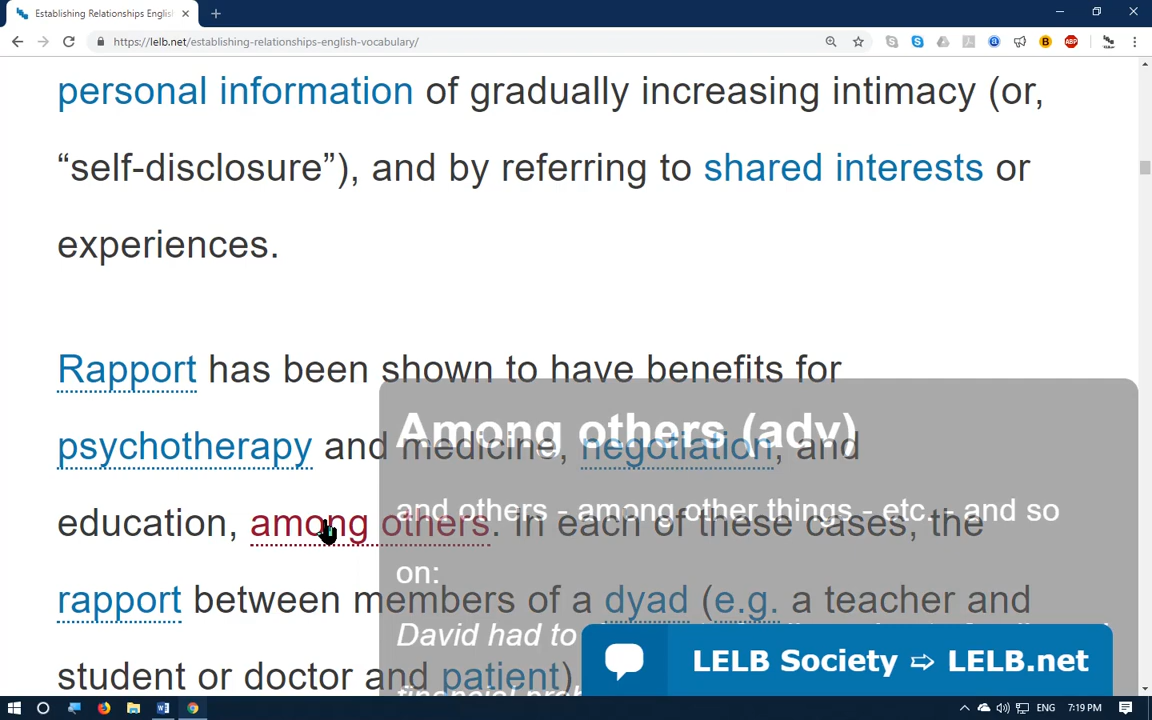 Establishing Relationships Englis
https://lelb.net/establishing-relationships-english-vocabulary/
personal information of gradually increasing intimacy (or,
“self-disclosure”), and by referring to shared interests or
experiences.
Rapport has been shown to have benefits for
psychotherapy and medicine, negotiation, and
education, among others. In each of these cases, the
rapport between members of a dyad (e.g. a teacher and
student or doctor and patient)
Among others (adv)
and others - among other things - etc. - and so
on:
David had to
LELB Society ⇨ LELB.net
ENG
7:19 PM